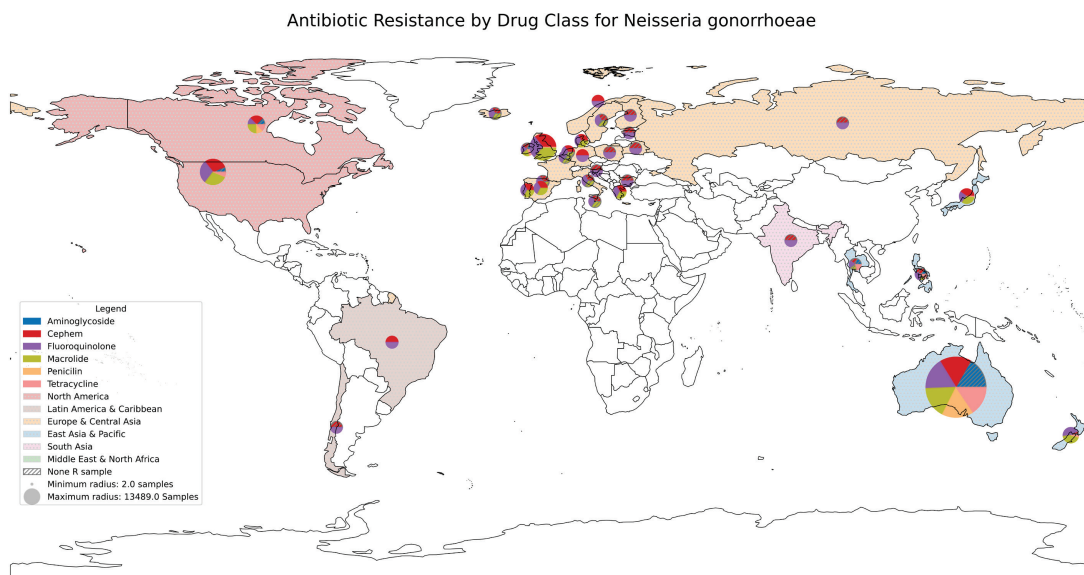 Antibiotic Resistance by Drug Class for Neisseria gonorrhoeae
Legend
Aminoglycoside
Cephem
Fluoroquinolone
Macrolide
Penicilin
Tetracycline
North America
Latin America & Caribbean
Europe & Central Asia
East Asia & Pacific
South Asia
Middle East & North Africa
None R sample
Minimum radius: 2.0 samples
Maximum radius: 13489.0 Samples